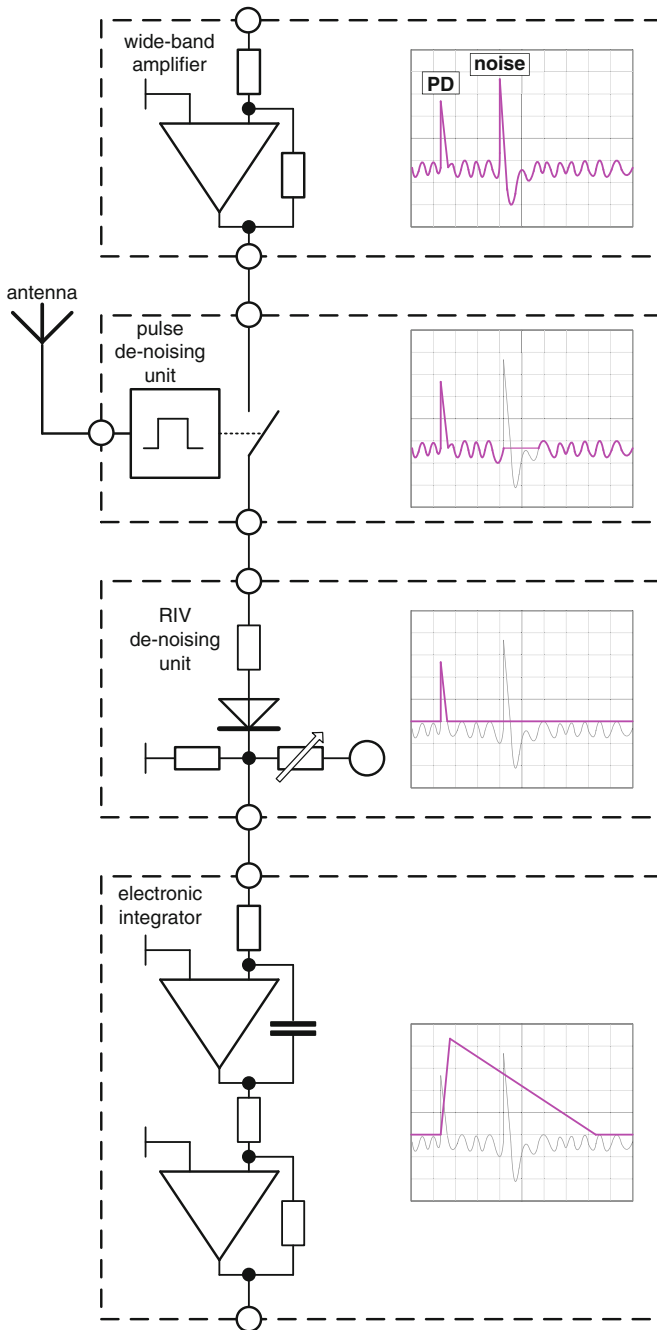 wide-band
amplifier
PD
noise
antenna
pulse
de-noising
unit
RIV
de-noising
unit
electronic
integrator